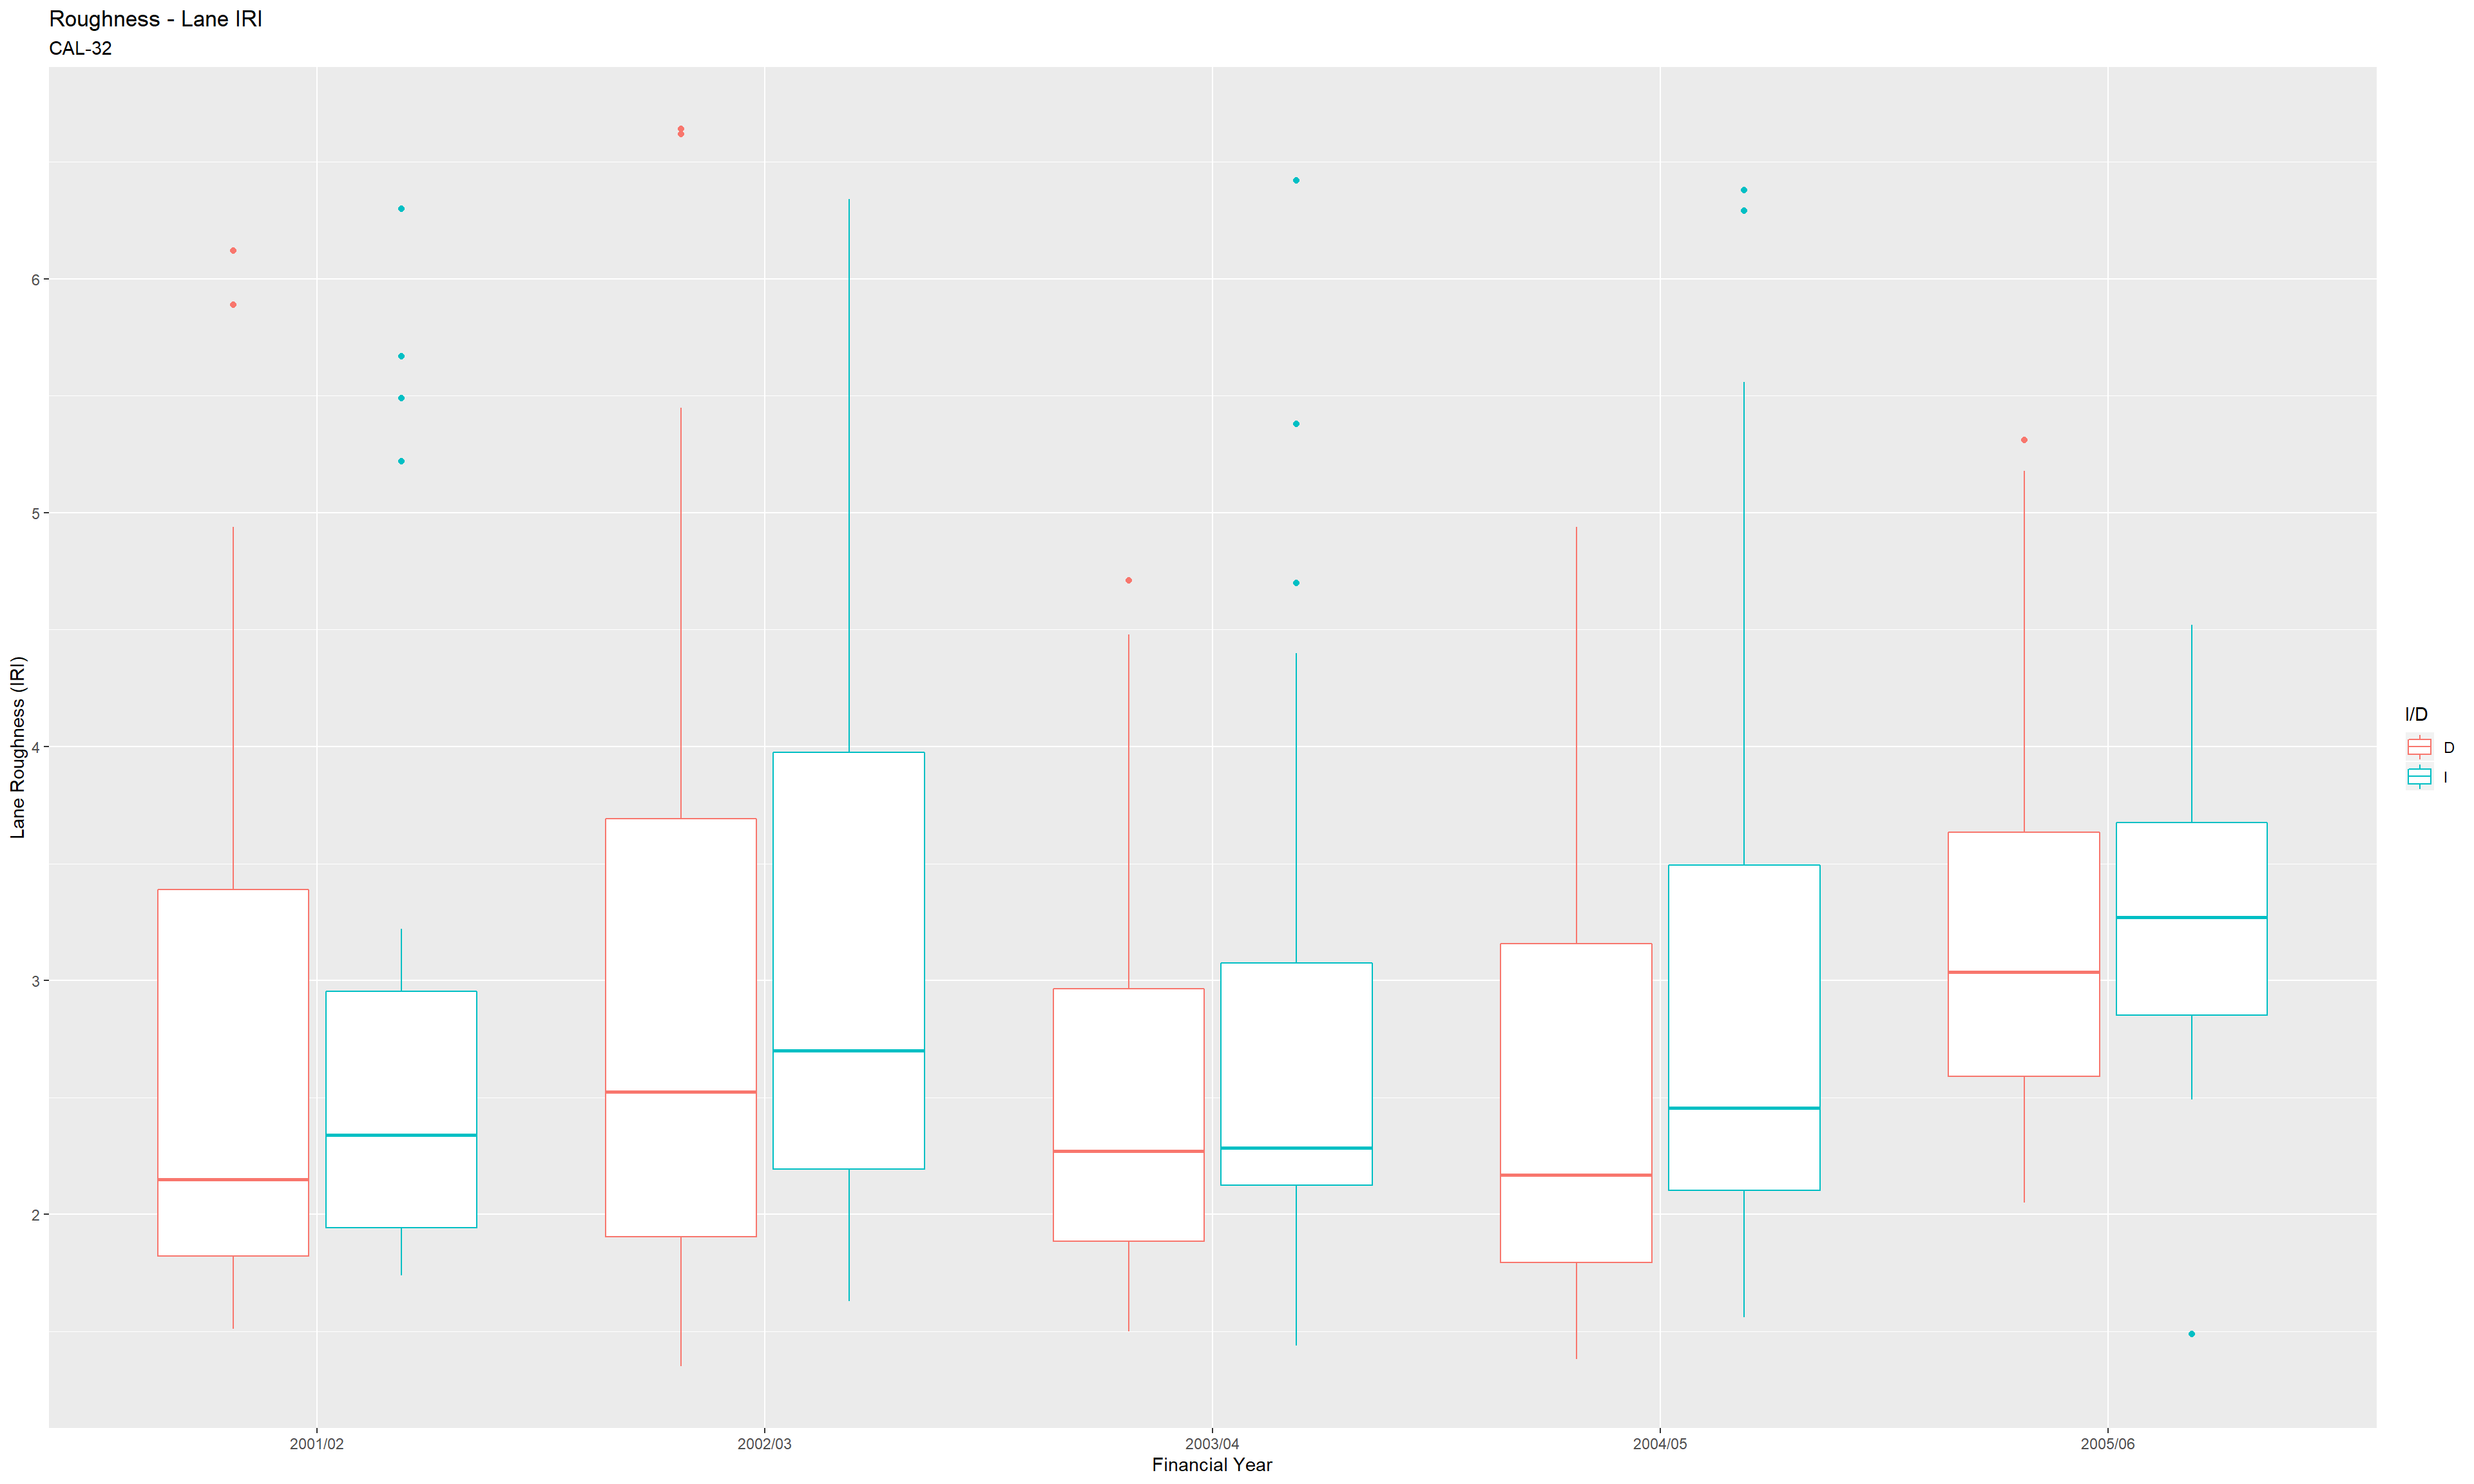 Roughness - Lane IRI
CAL-32
Lane Roughness (IRI)
6
5
4
3
2
2001/02
2002/03
2003/04
2004/05
2005/06
Financial Year
I/D
D
I